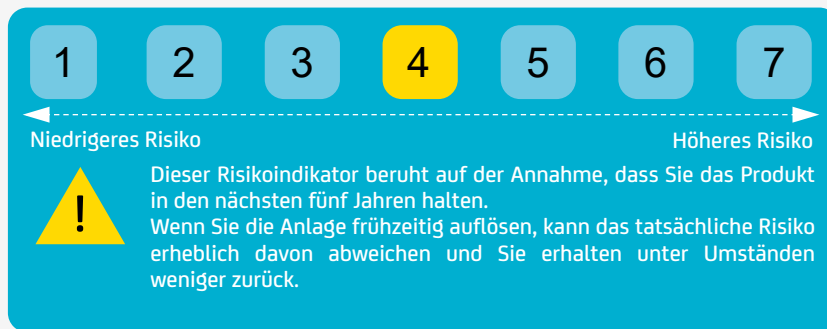 1 2 3 4 5 6 7
Niedrigeres Risiko Höheres Risiko
Dieser Risikoindikator beruht auf der Annahme, dass Sie das Produkt
in den nächsten fünf Jahren halten.
Wenn Sie die Anlage frühzeitig auflösen, kann das tatsächliche Risiko
erheblich davon abweichen und Sie erhalten unter Umständen
weniger zurück.
!